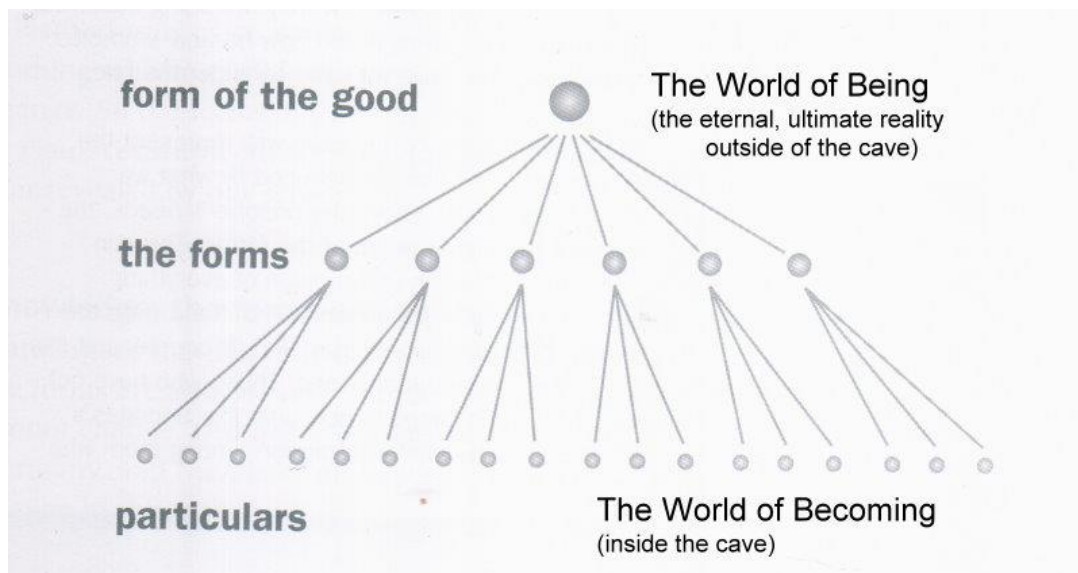 form of the good
The World of Being
(the eternal, ultimate reality
outside of the cave)
the forms
particulars
The World of Becoming
(inside the cave)